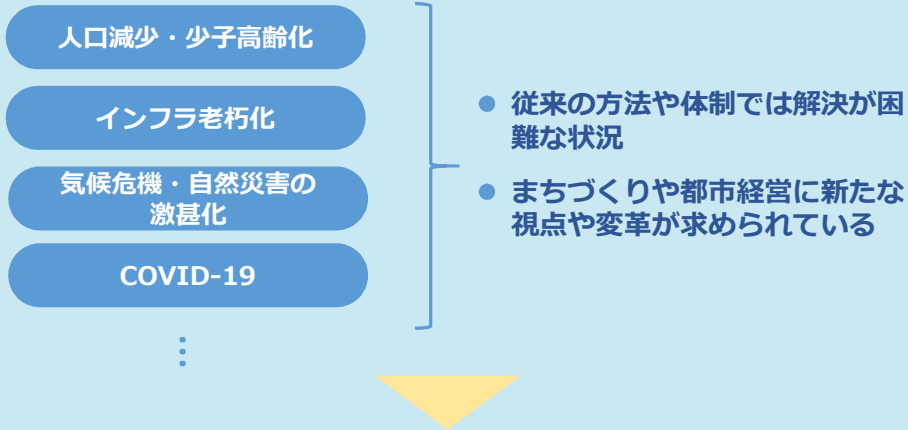 人口減少・少子高齢化
インフラ老朽化
気候危機・自然災害の
激甚化
COVID-19
⋮
● 従来の方法や体制では解決が困
難な状況
● まちづくりや都市経営に新たな
視点や変革が求められている